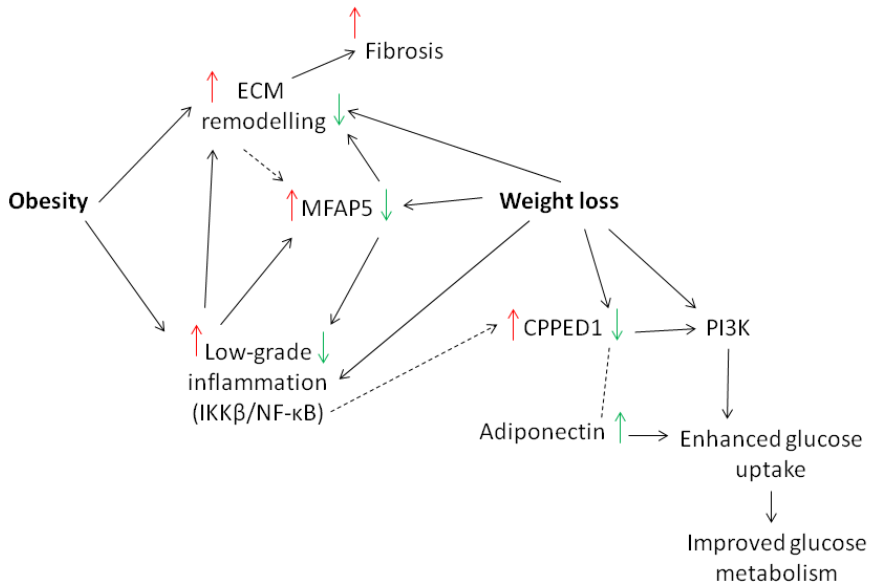 Fibrosis
ECM
remodelling
Obesity
MFAP5
Weight loss
Low-grade
inflammation
(IKKβ/NF-κB)
CPPED1
PI3K
Adiponectin
Enhanced glucose
uptake
Improved glucose
metabolism